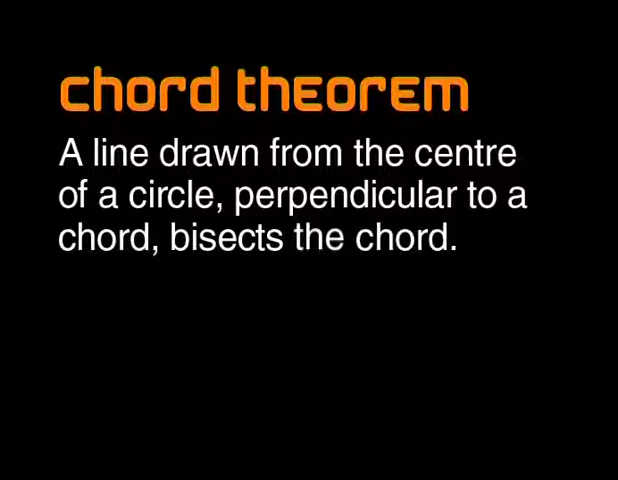 chord theorem
A line drawn from the centre
of a circle, perpendicular to a
chord, bisects the chord.